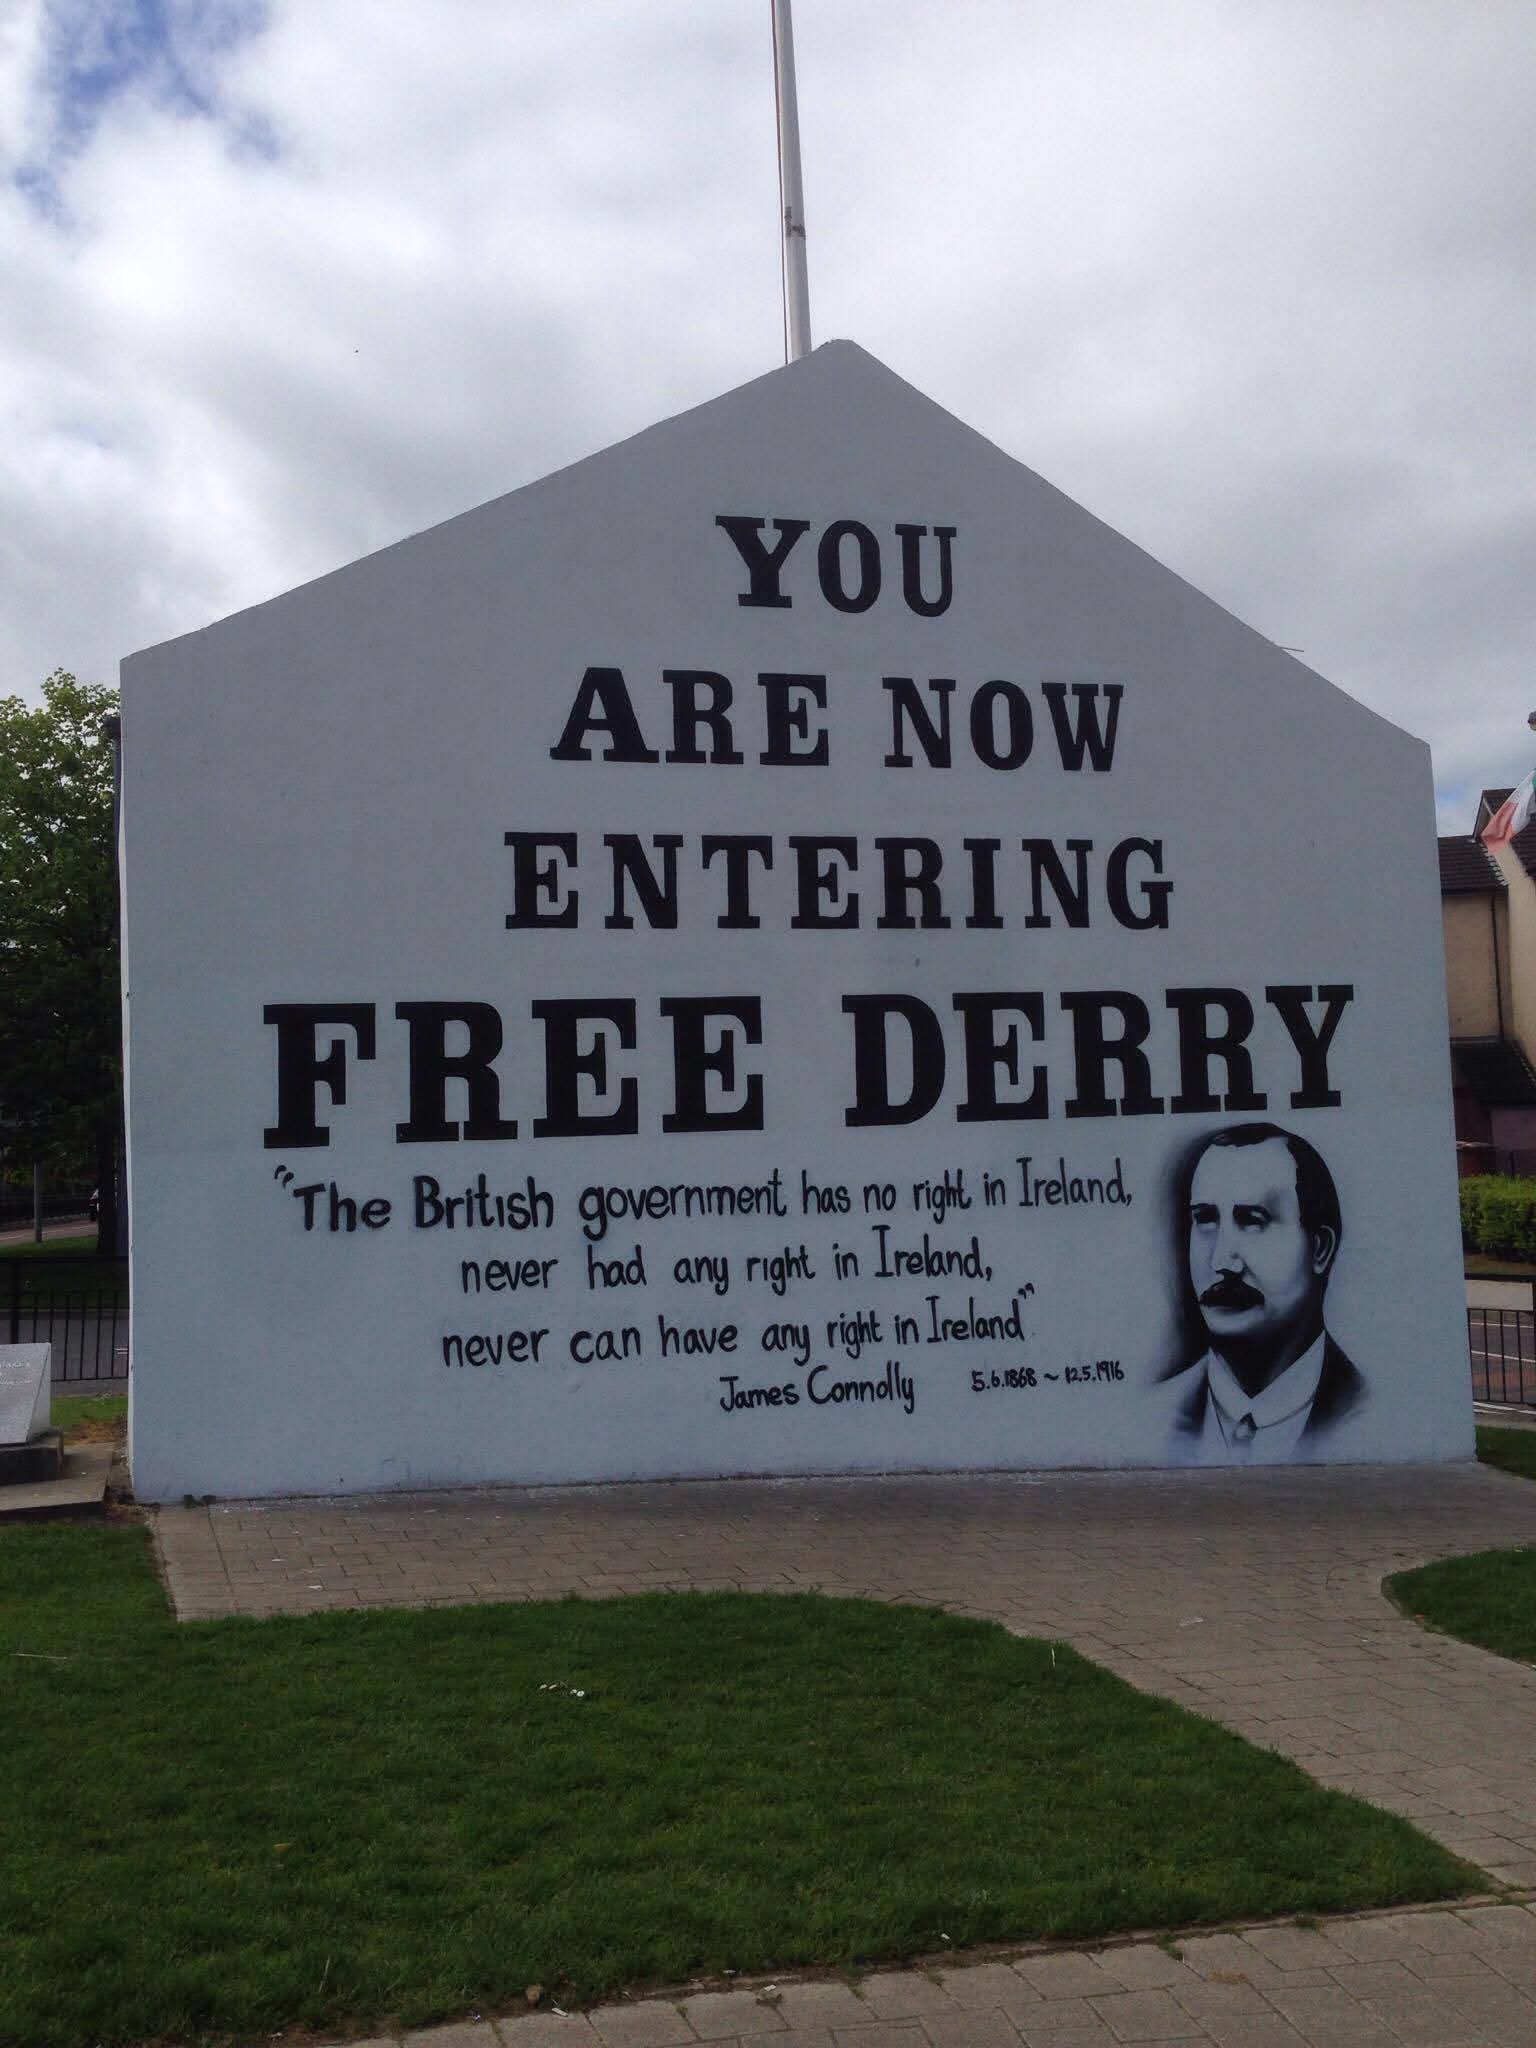 YOU
ARE NOW
ENTERING
FREE DERRY
"The British government has no right in Ireland,
never had any right in Ireland,
never can have any right in Ireland"
James Connolly 5.6.1868 ~ 12.5.1916